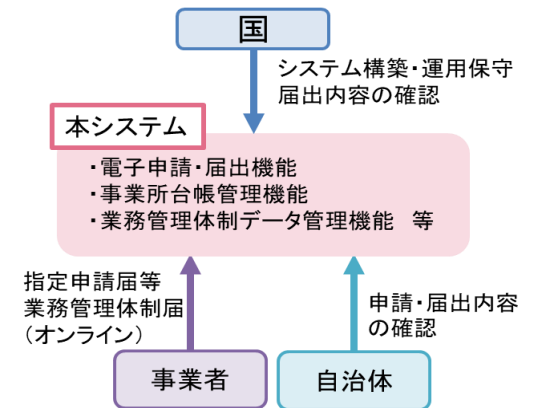 国
システム構築・運用保守
届出内容の確認
本システム
・電子申請・届出機能
・事業所台帳管理機能
・業務管理体制データ管理機能　等
指定申請届等
業務管理体制届
（オンライン）
申請・届出内容
の確認
事業者
自治体